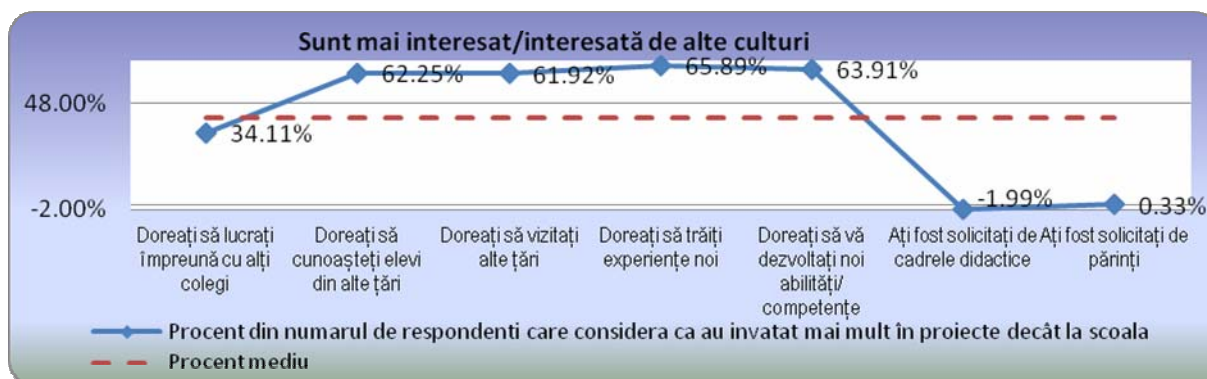 Sunt mai interesat/interesată de alte culturi
48.00%
-2.00%
34.11%
62.25%
61.92%
65.89%
63.91%
-1.99%
0.33%
Doreați să lucrați
împreună cu alți
colegi
Doreați să
cunoașteți elevi
din alte țări
Doreați să vizitați
alte țări
Doreați să trăiți
experiențe noi
Doreați să vă
dezvoltați noi
abilități/
competențe
Ați fost solicitați de
cadrele didactice
Ați fost solicitați de
părinți
Procent din numarul de respondenti care considera ca au invatat mai mult în proiecte decât la scoala
Procent mediu